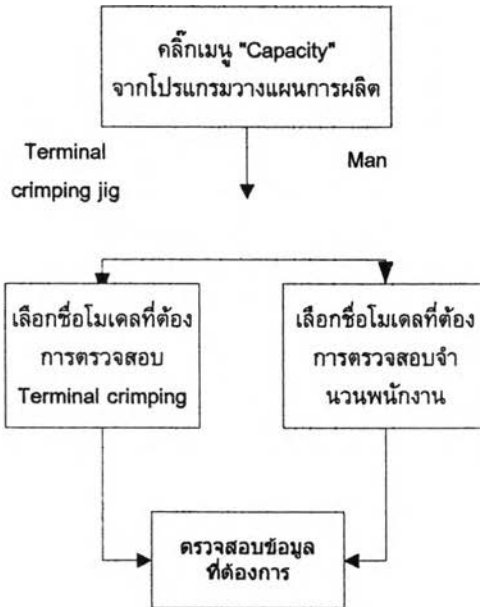 คลิ๊กเมนู "Capacity"
จากโปรแกรมวางแผนการผลิต
Terminal
crimping jig
Man
เลือกชื่อโมเดลที่ต้อง
การตรวจสอบ
Terminal crimping
เลือกชื่อโมเดลที่ต้อง
การตรวจสอบจำ
นวนพนักงาน
ตรวจสอบข้อมูล
ที่ต้องการ